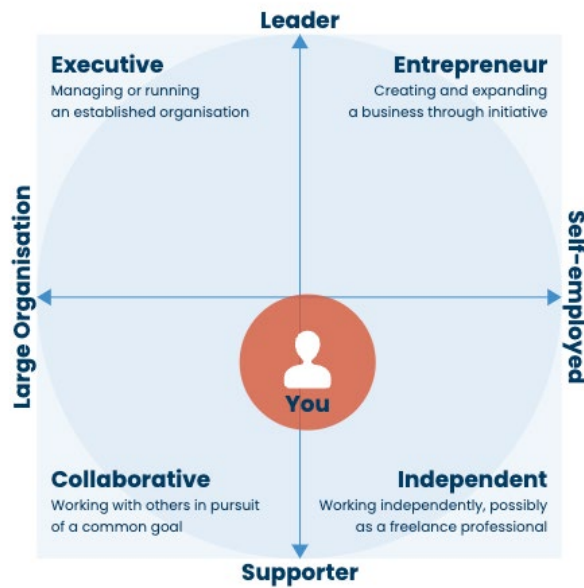 Leader
Executive
Managing or running
an established organisation
Entrepreneur
Creating and expanding
a business through initiative
Large Organisation
Self-employed
You
Collaborative
Working with others in pursuit
of a common goal
Independent
Working independently, possibly
as a freelance professional
Supporter